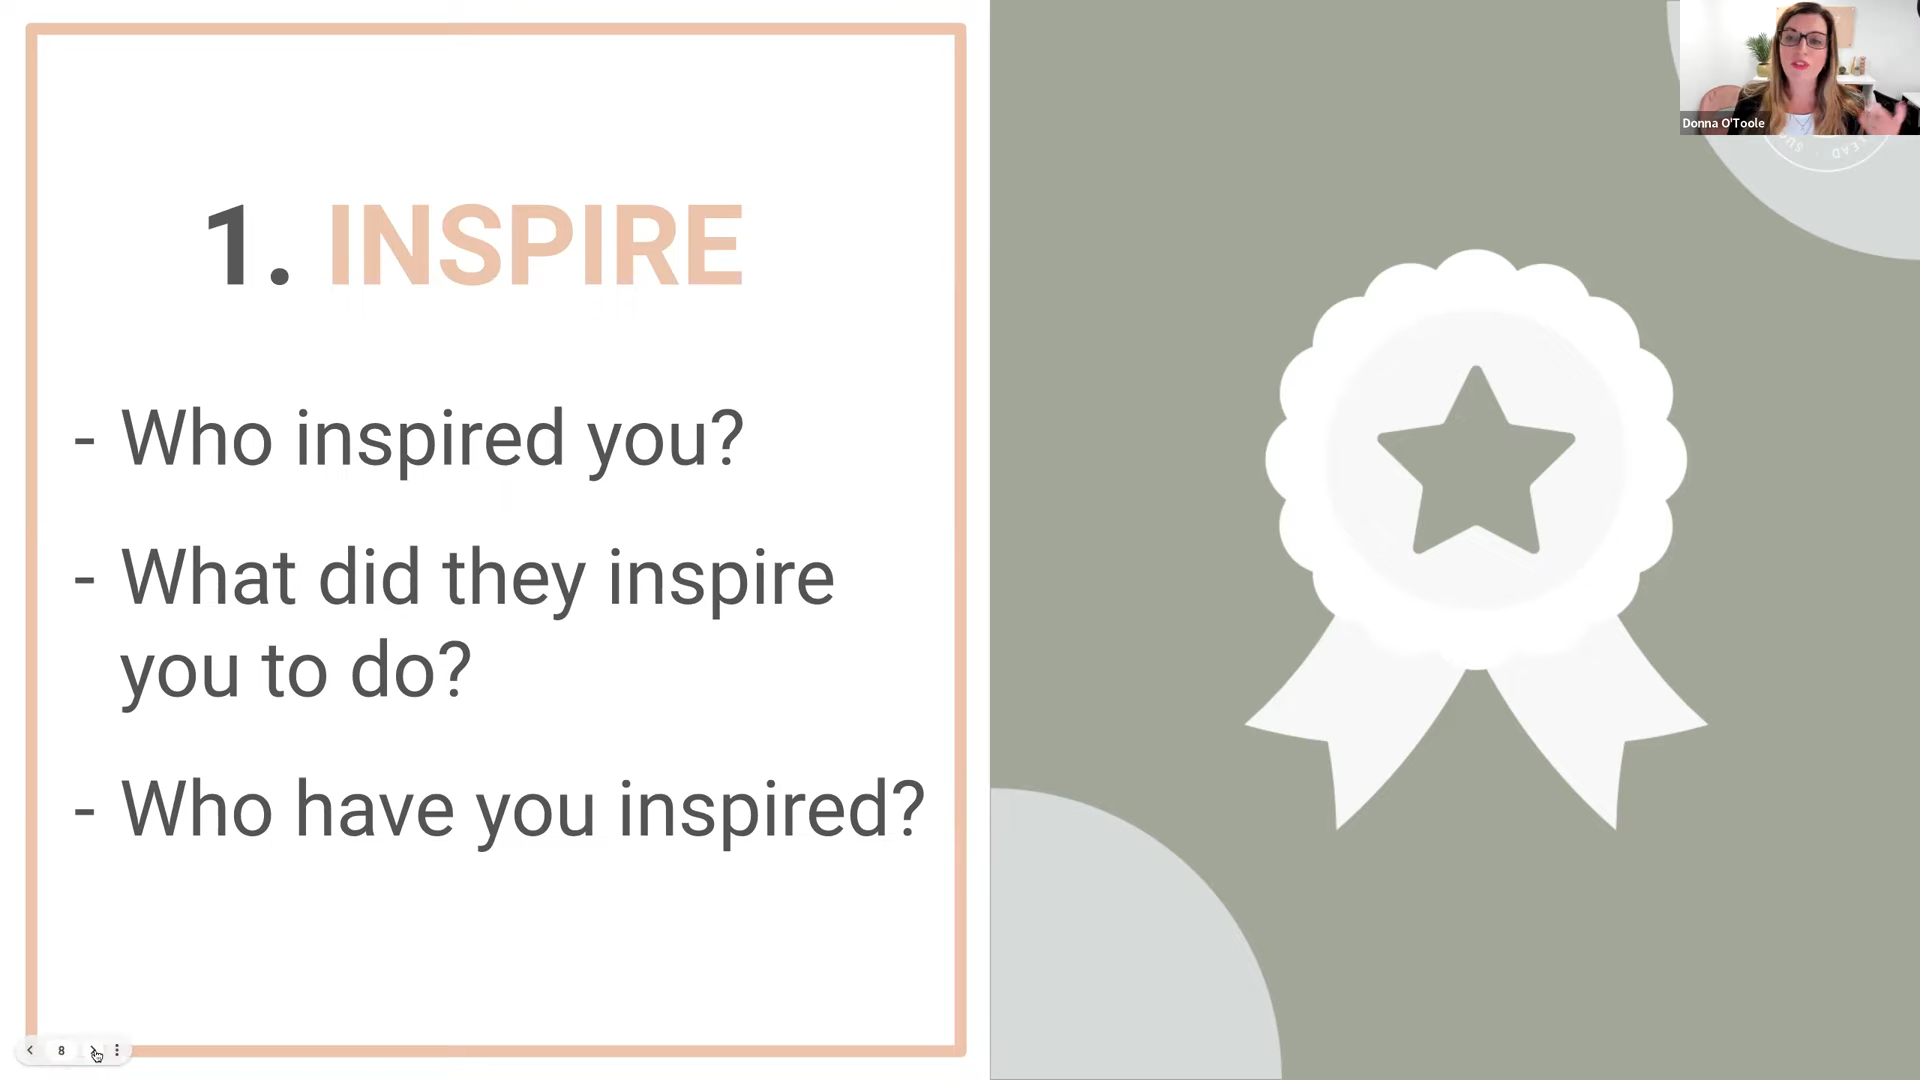 1. INSPIRE
- Who inspired you?
- What did they inspire
you to do?
- Who have you inspired?
Donna O'Toole
8